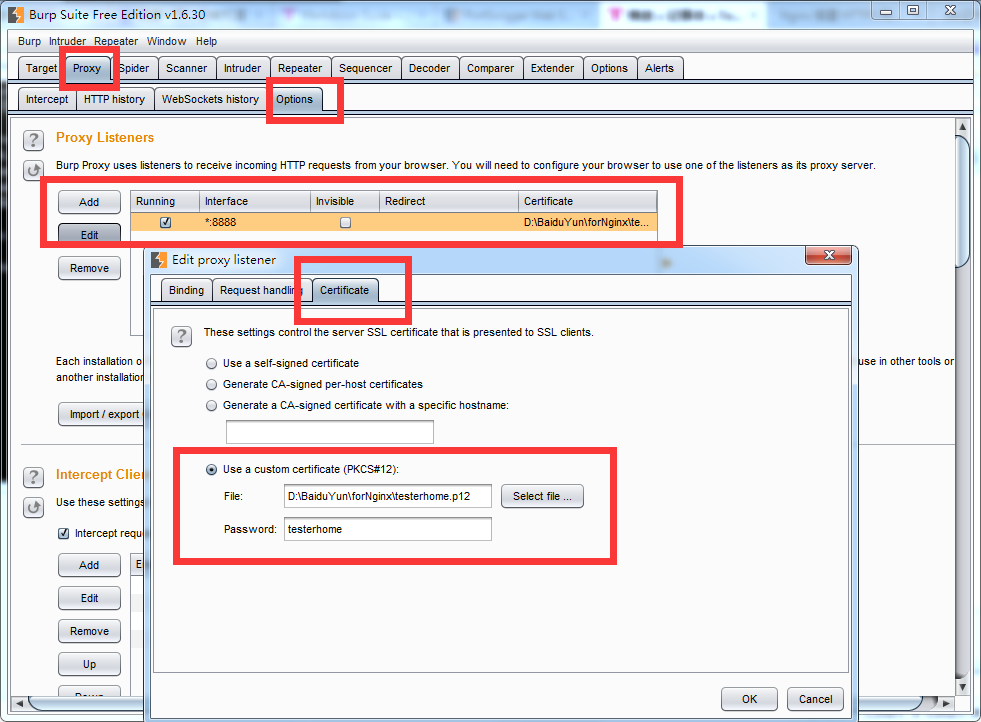 Burp Suite Free Edition v1.6.30
Burp Intruder Repeater Window Help
Target Proxy Spider Scanner Intruder Repeater Sequencer Decoder Comparer Extender Options Alerts
Intercept HTTP history WebSockets history Options
? Proxy Listeners
Burp Proxy uses listeners to receive incoming HTTP requests from your browser. You will need to configure your browser to use one of the listeners as its proxy server.
Add Running Interface Invisible Redirect Certificate
*:8888 D:\BaiduYun\forNginx\te...
Edit
Remove
Edit proxy listener
Binding Request handling Certificate
? These settings control the server SSL certificate that is presented to SSL clients.
Use a self-signed certificate
Generate CA-signed per-host certificates
Generate a CA-signed certificate with a specific hostname:
Use a custom certificate (PKCS#12):
File: D:\BaiduYun\forNginx\testerhome.p12 Select file ...
Password: testerhome
OK Cancel
Each installation o
use in other tools or
another installation
Import / export
? Intercept Clie
Use these settings
Intercept requ
Add E
Edit
Remove
Up
Down